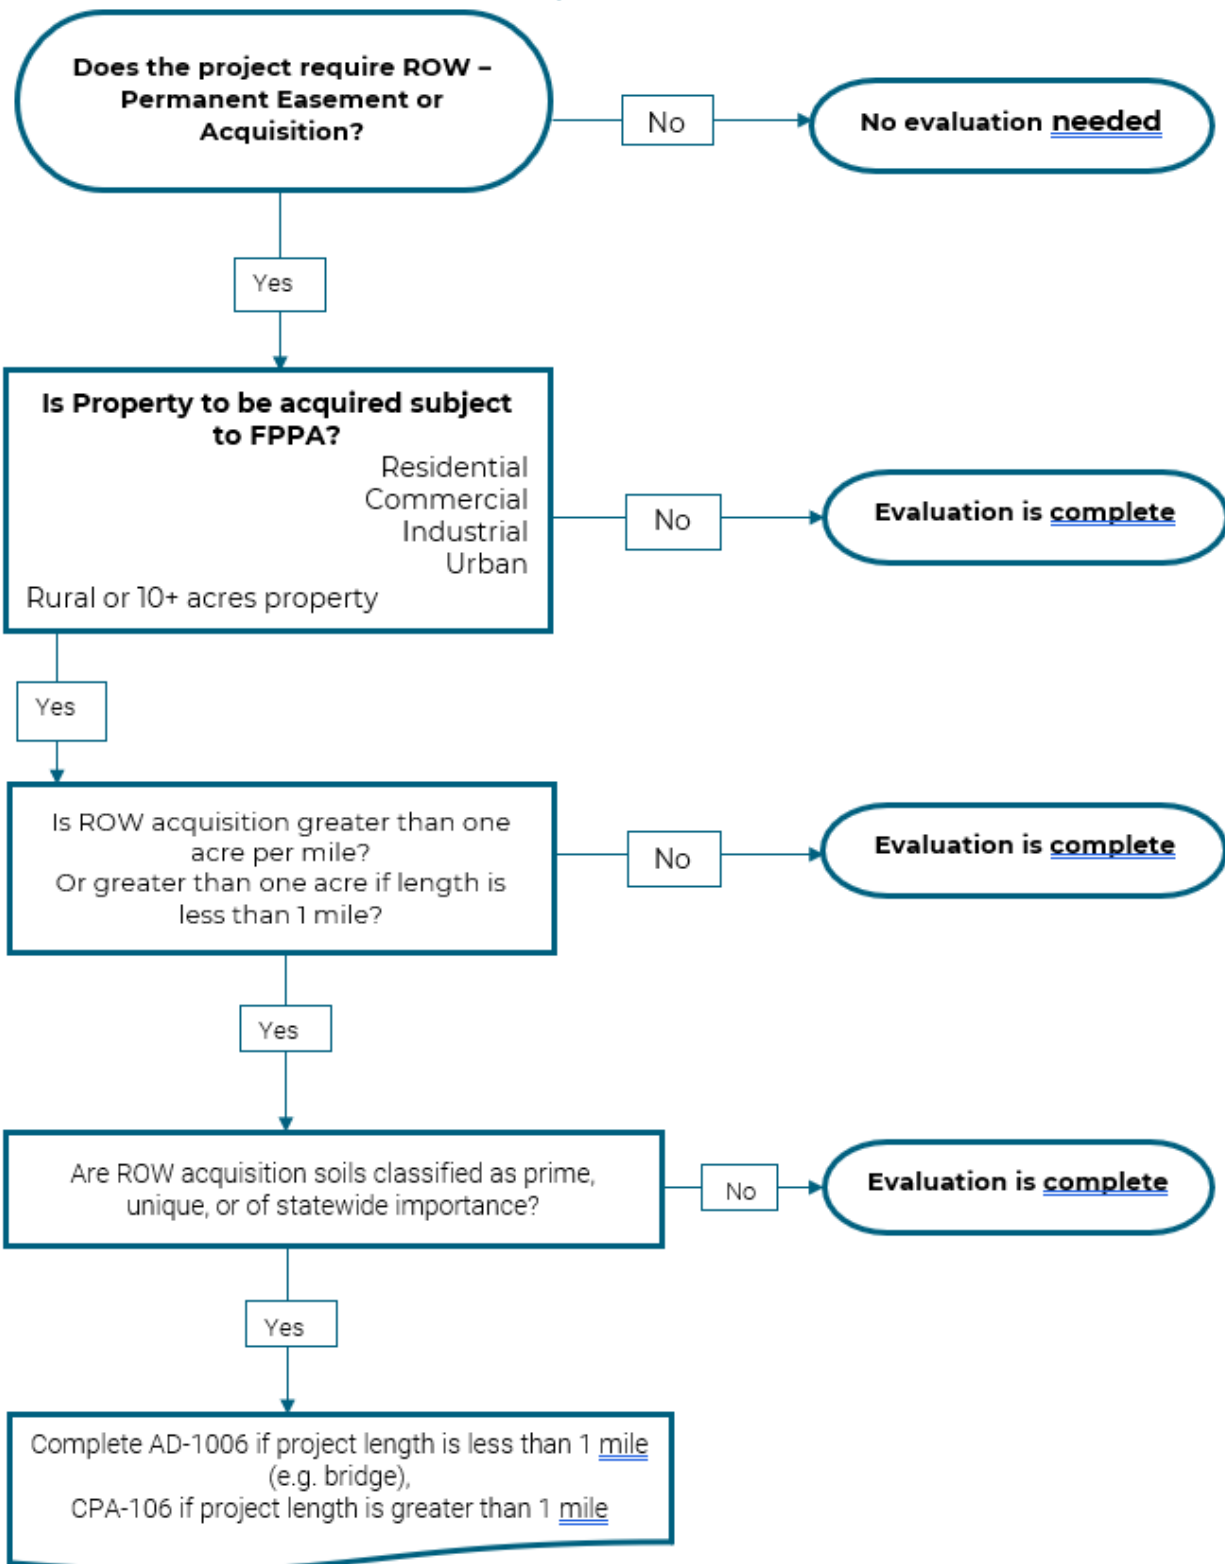 Does the project require ROW –
Permanent Easement or
Acquisition?
No
No evaluation needed
Yes
Is Property to be acquired subject
to FPPA?
Residential
Commercial
Industrial
Urban
Rural or 10+ acres property
No
Evaluation is complete
Yes
Is ROW acquisition greater than one
acre per mile?
Or greater than one acre if length is
less than 1 mile?
No
Evaluation is complete
Yes
Are ROW acquisition soils classified as prime,
unique, or of statewide importance?
No
Evaluation is complete
Yes
Complete AD-1006 if project length is less than 1 mile
(e.g. bridge),
CPA-106 if project length is greater than 1 mile